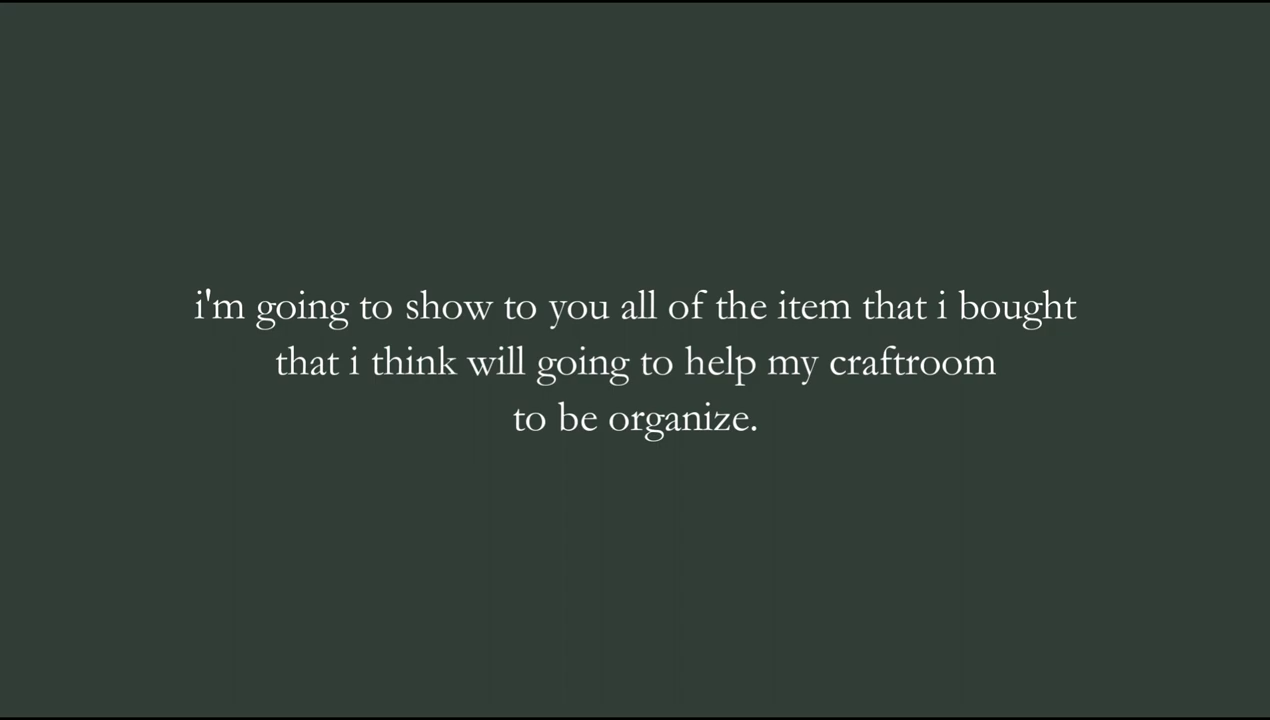 i'm going to show to you all of the item that i bought
that i think will going to help my craftroom
to be organize.